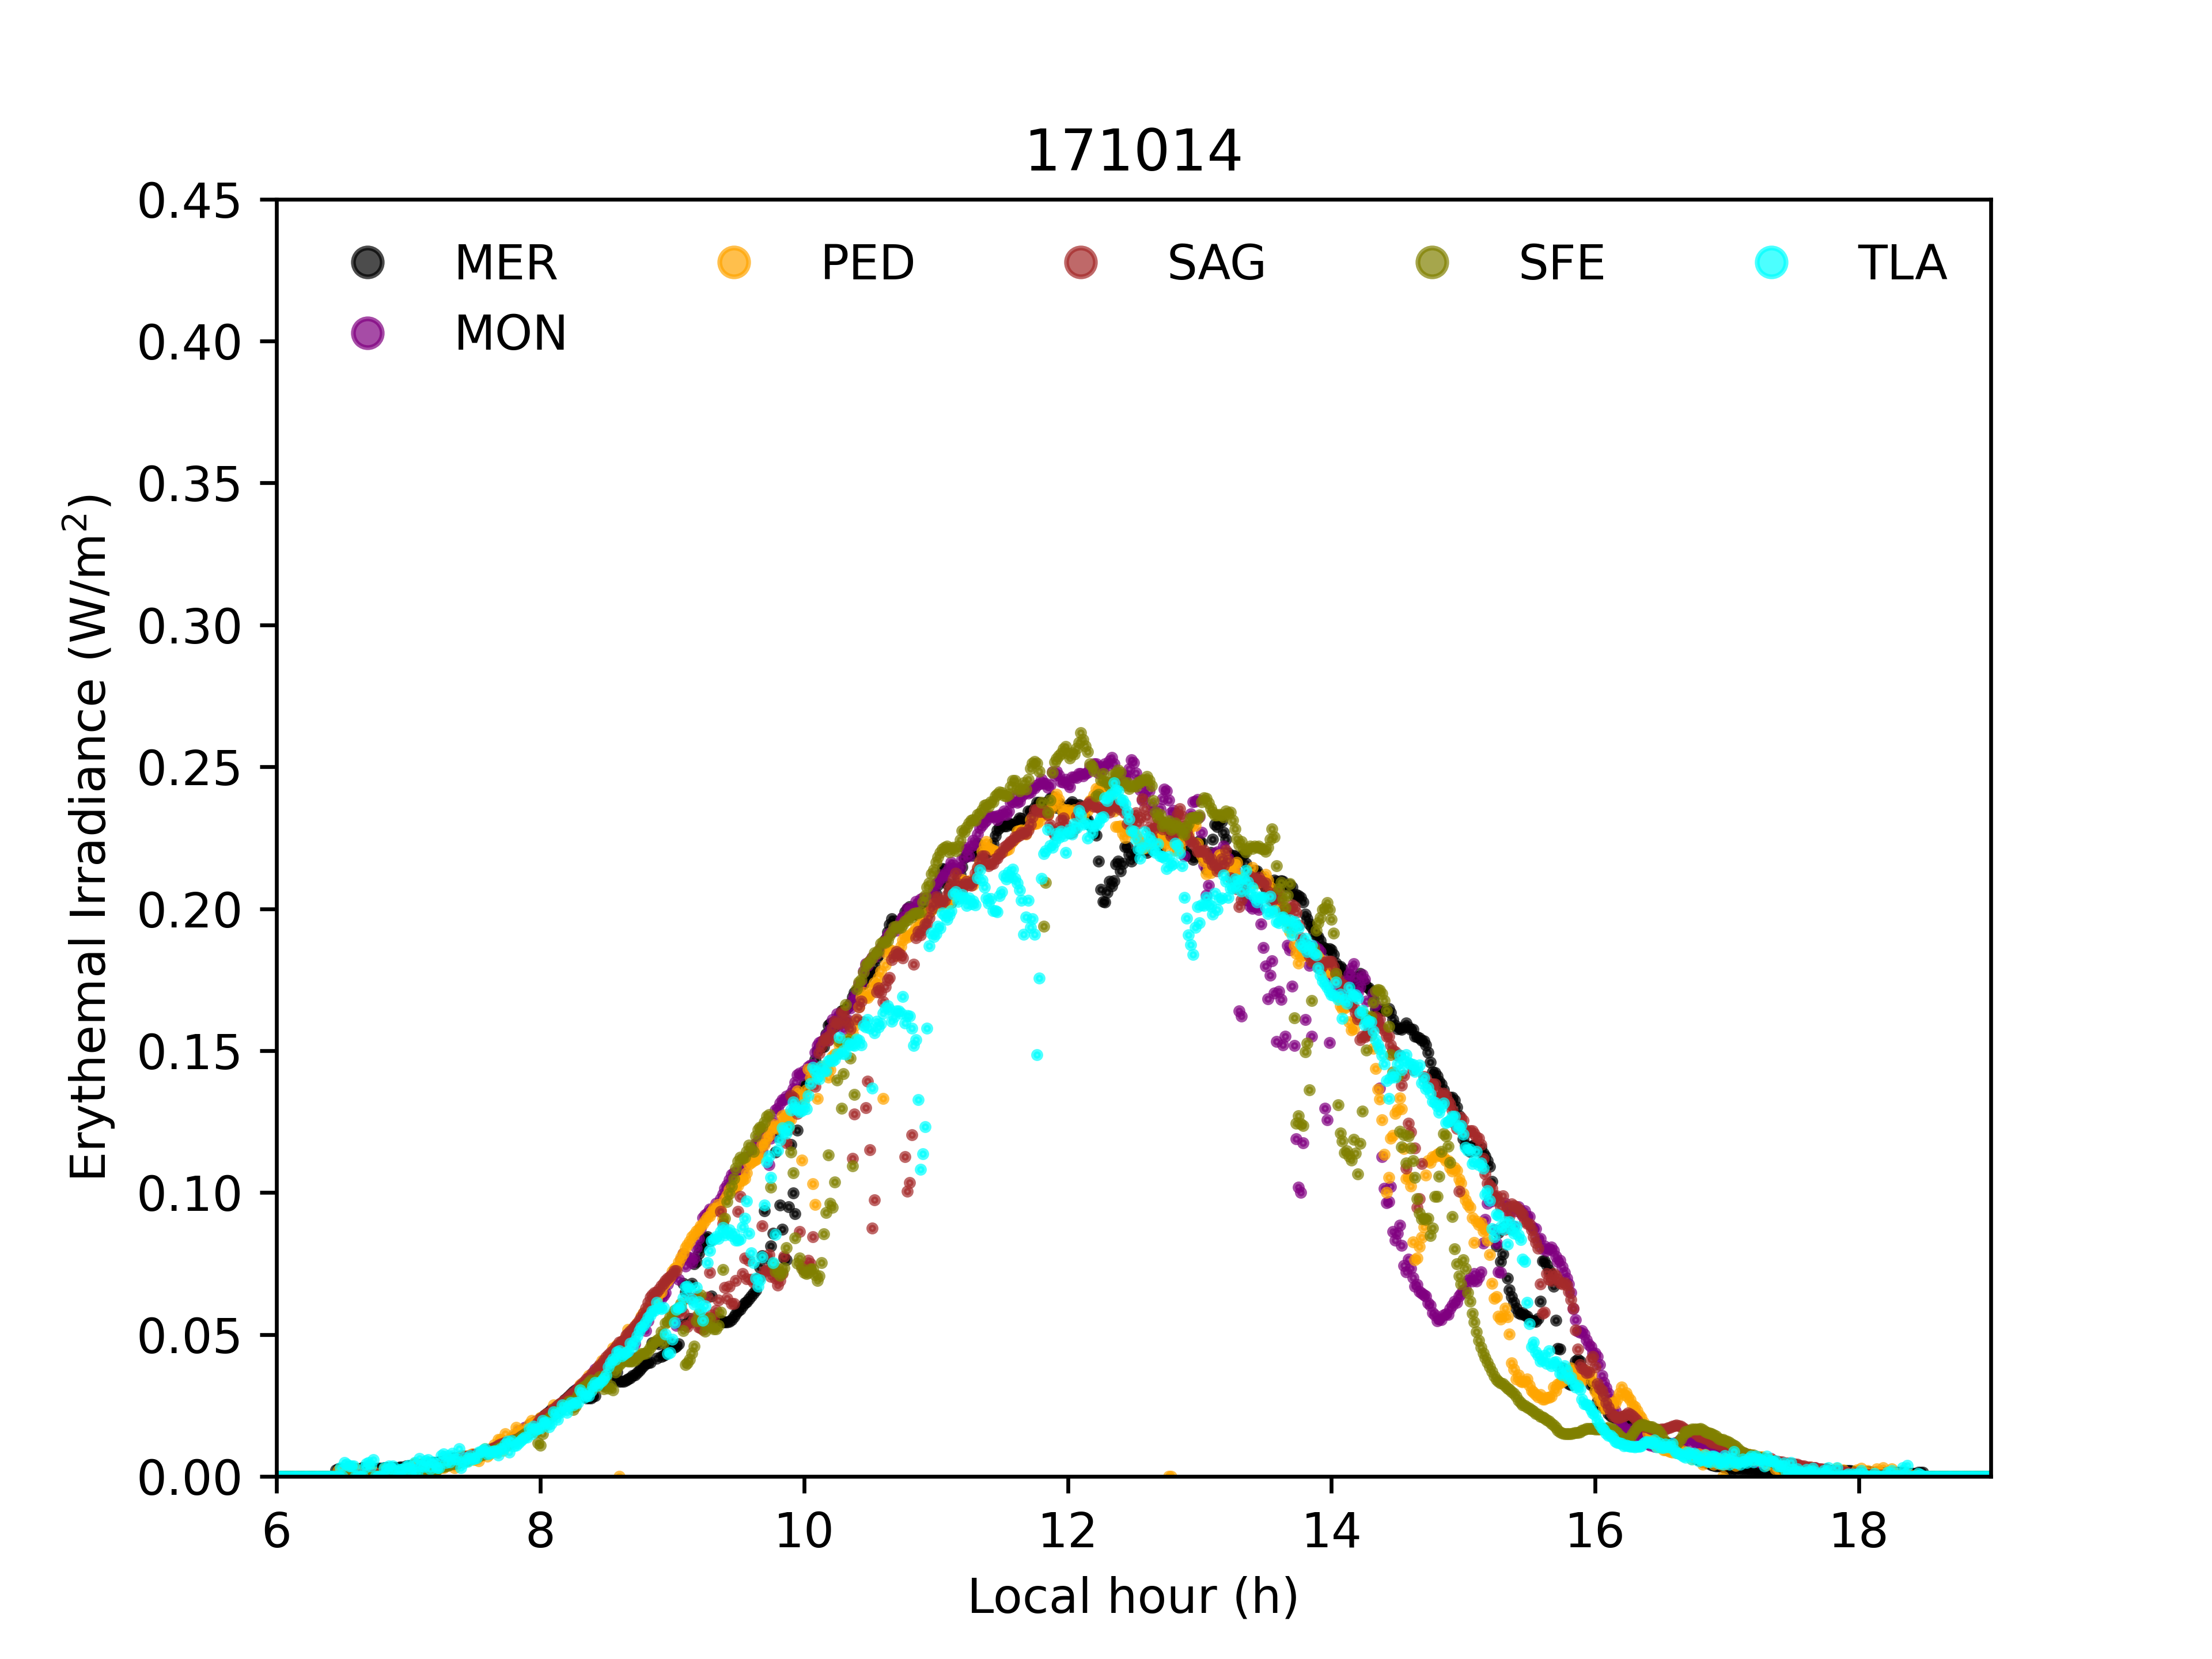 171014
0.45
0.40
0.35
0.30
0.25
0.20
0.15
0.10
0.05
0.00
Erythemal Irradiance (W/m²)
MER PED SAG SFE TLA
MON
6 8 10 12 14 16 18
Local hour (h)